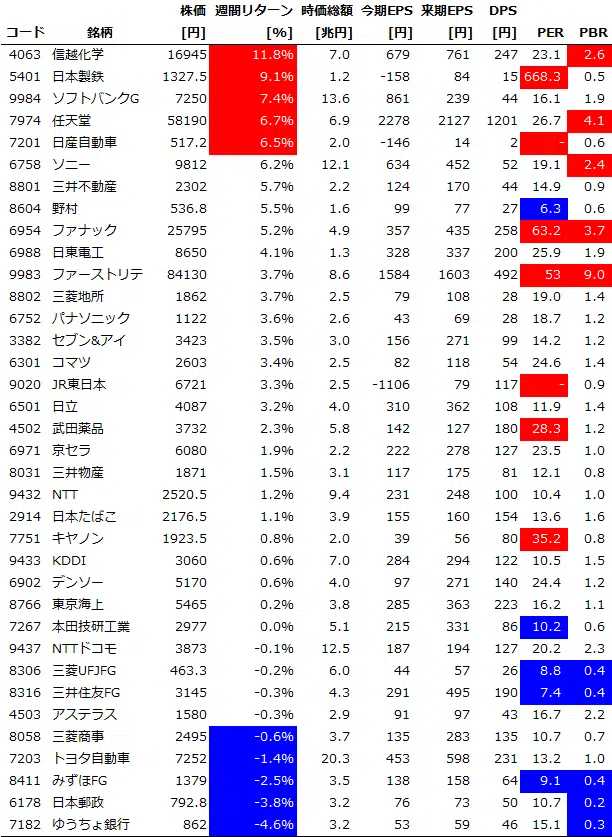 株価 週間リターン 時価総額 今期EPS 来期EPS DPS
コード 銘柄 [円] [%] [兆円] [円] [円] [円] PER PBR
4063 信越化学 16945 11.8% 7.0 679 761 247 23.1 2.6
5401 日本製鉄 1327.5 9.1% 1.2 -158 84 15 668.3 0.5
9984 ソフトバンクG 7250 7.4% 13.6 861 239 44 16.1 1.9
7974 任天堂 58190 6.7% 6.9 2278 2127 1201 26.7 4.1
7201 日産自動車 517.2 6.5% 2.0 -146 14 2 - 0.6
6758 ソニー 9812 6.2% 12.1 634 452 52 19.1 2.4
8801 三井不動産 2302 5.7% 2.2 124 170 44 14.9 0.9
8604 野村 536.8 5.5% 1.6 99 77 27 6.3 0.6
6954 ファナック 25795 5.2% 4.9 357 435 258 63.2 3.7
6988 日東電工 8650 4.1% 1.3 328 337 200 25.9 1.9
9983 ファーストリテ 84130 3.7% 8.6 1584 1603 492 53 9.0
8802 三菱地所 1862 3.7% 2.5 79 108 28 19.0 1.4
6752 パナソニック 1122 3.6% 2.6 43 69 28 18.7 1.2
3382 セブン&アイ 3423 3.5% 3.0 156 271 99 14.2 1.2
6301 コマツ 2603 3.4% 2.5 82 118 54 24.6 1.4
9020 JR東日本 6721 3.3% 2.5 -1106 79 117 - 0.9
6501 日立 4087 3.2% 4.0 310 362 108 11.9 1.4
4502 武田薬品 3732 2.3% 5.8 142 127 180 28.3 1.2
6971 京セラ 6080 1.9% 2.2 222 278 127 23.5 1.0
8031 三井物産 1871 1.5% 3.1 117 175 81 12.1 0.8
9432 NTT 2520.5 1.2% 9.4 231 248 100 10.4 1.0
2914 日本たばこ 2176.5 1.1% 3.9 155 160 154 13.6 1.6
7751 キヤノン 1923.5 0.8% 2.0 39 56 80 35.2 0.8
9433 KDDI 3060 0.6% 7.0 284 294 122 10.5 1.5
6902 デンソー 5170 0.6% 4.0 97 271 140 24.4 1.2
8766 東京海上 5465 0.2% 3.8 285 363 223 16.2 1.1
7267 本田技研工業 2977 0.0% 5.1 215 331 86 10.2 0.6
9437 NTTドコモ 3873 -0.1% 12.5 187 194 127 20.2 2.3
8306 三菱UFJFG 463.3 -0.2% 6.0 44 57 26 8.8 0.4
8316 三井住友FG 3145 -0.3% 4.3 291 495 190 7.4 0.4
4503 アステラス 1580 -0.3% 2.9 91 97 43 16.7 2.2
8058 三菱商事 2495 -0.6% 3.7 135 283 135 10.7 0.7
7203 トヨタ自動車 7252 -1.4% 20.3 453 598 231 13.2 1.0
8411 みずほFG 1379 -2.5% 3.5 138 158 64 9.1 0.4
6178 日本郵政 792.8 -3.8% 3.2 76 73 50 10.7 0.2
7182 ゆうちょ銀行 862 -4.6% 3.2 53 59 46 15.1 0.3